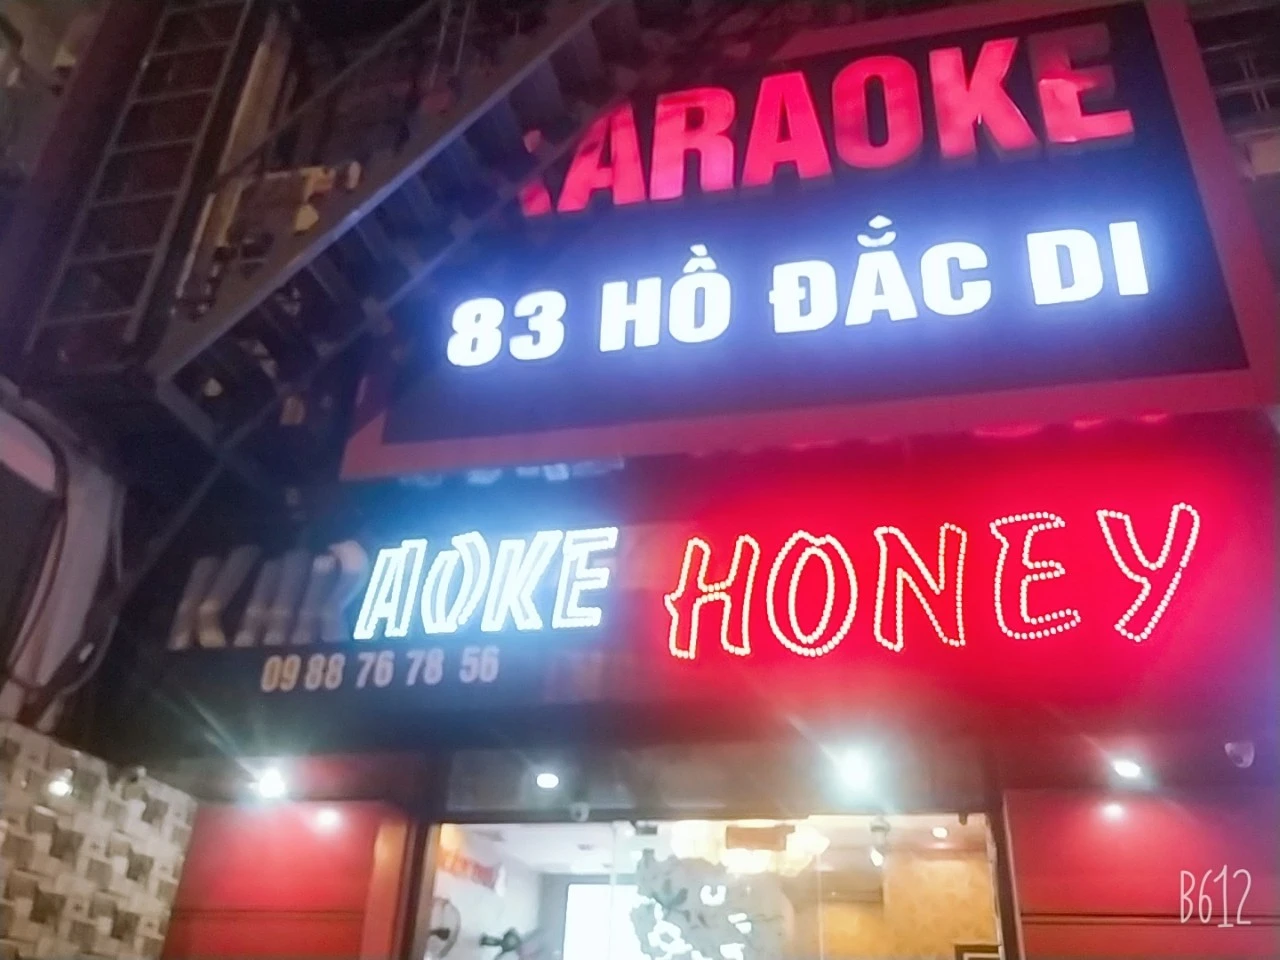 KARAOKE
83 HỒ ĐẮC DI
KARAOKE HONEY
09 88 76 78 56
B612